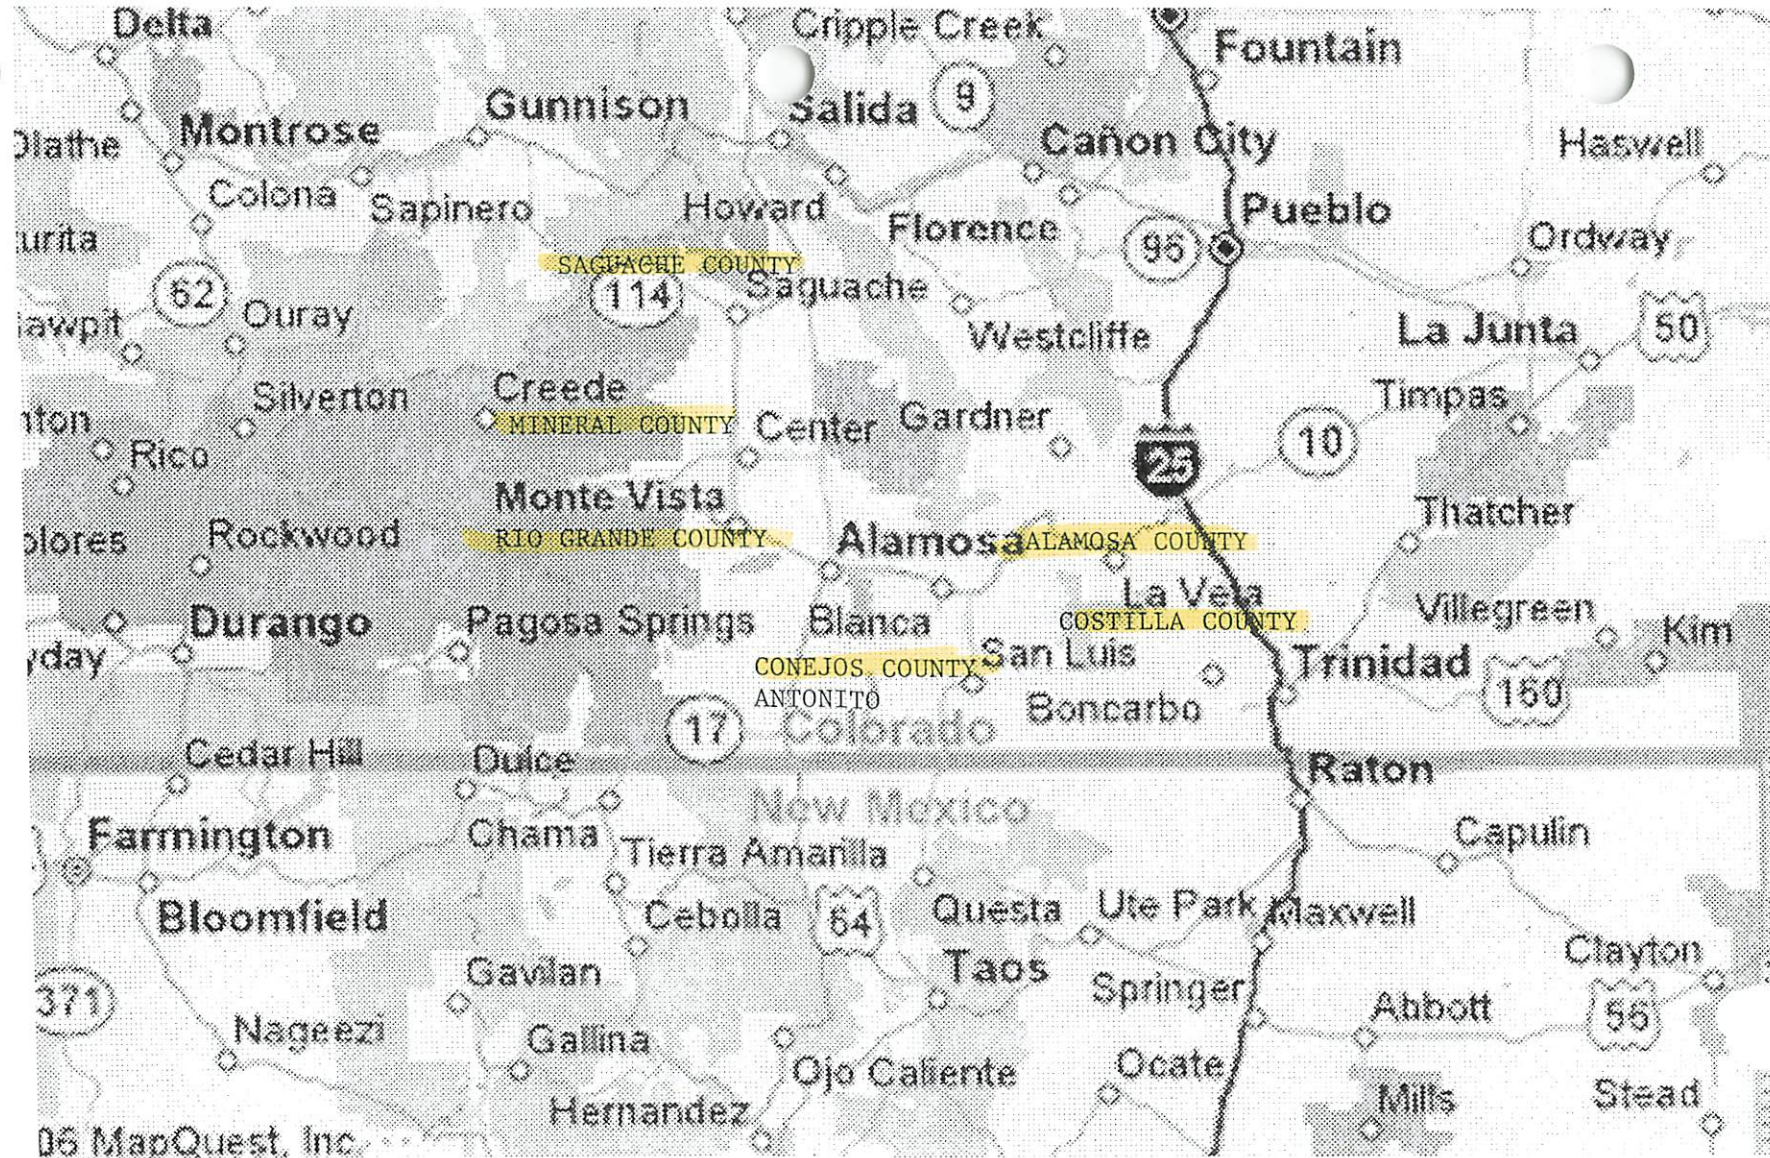 Delta
Cripple Creek
Fountain
Gunnison
Salida
9
Olathe
Montrose
Cañon City
Haswell
Colona
Sapinero
Howard
Florence
Pueblo
96
Ordway
urita
SAGUACHE COUNTY
62
114
Saguache
Ouray
awpit
Westcliffe
La Junta
50
Silverton
Creede
Timpas
nton
MINERAL COUNTY
Center
Gardner
10
Rico
25
Monte Vista
Thatcher
olores
Rockwood
RIO GRANDE COUNTY
Alamosa
ALAMOSA COUNTY
La Veta
Durango
Pagosa Springs
Blanca
COSTILLA COUNTY
Villegreen
Kim
yday
CONEJOS COUNTY
San Luis
Trinidad
160
ANTONITO
Boncarbo
17
Colorado
Cedar Hill
Dulce
Raton
New Mexico
Farmington
Chama
Tierra Amarilla
Capulin
Bloomfield
Cebolla
64
Questa
Ute Park
Maxwell
Clayton
Gavilan
Taos
Springer
371
Abbott
56
Nageezi
Gallina
Ojo Caliente
Ocate
Hernandez
Mills
Stead
06 MapQuest, Inc